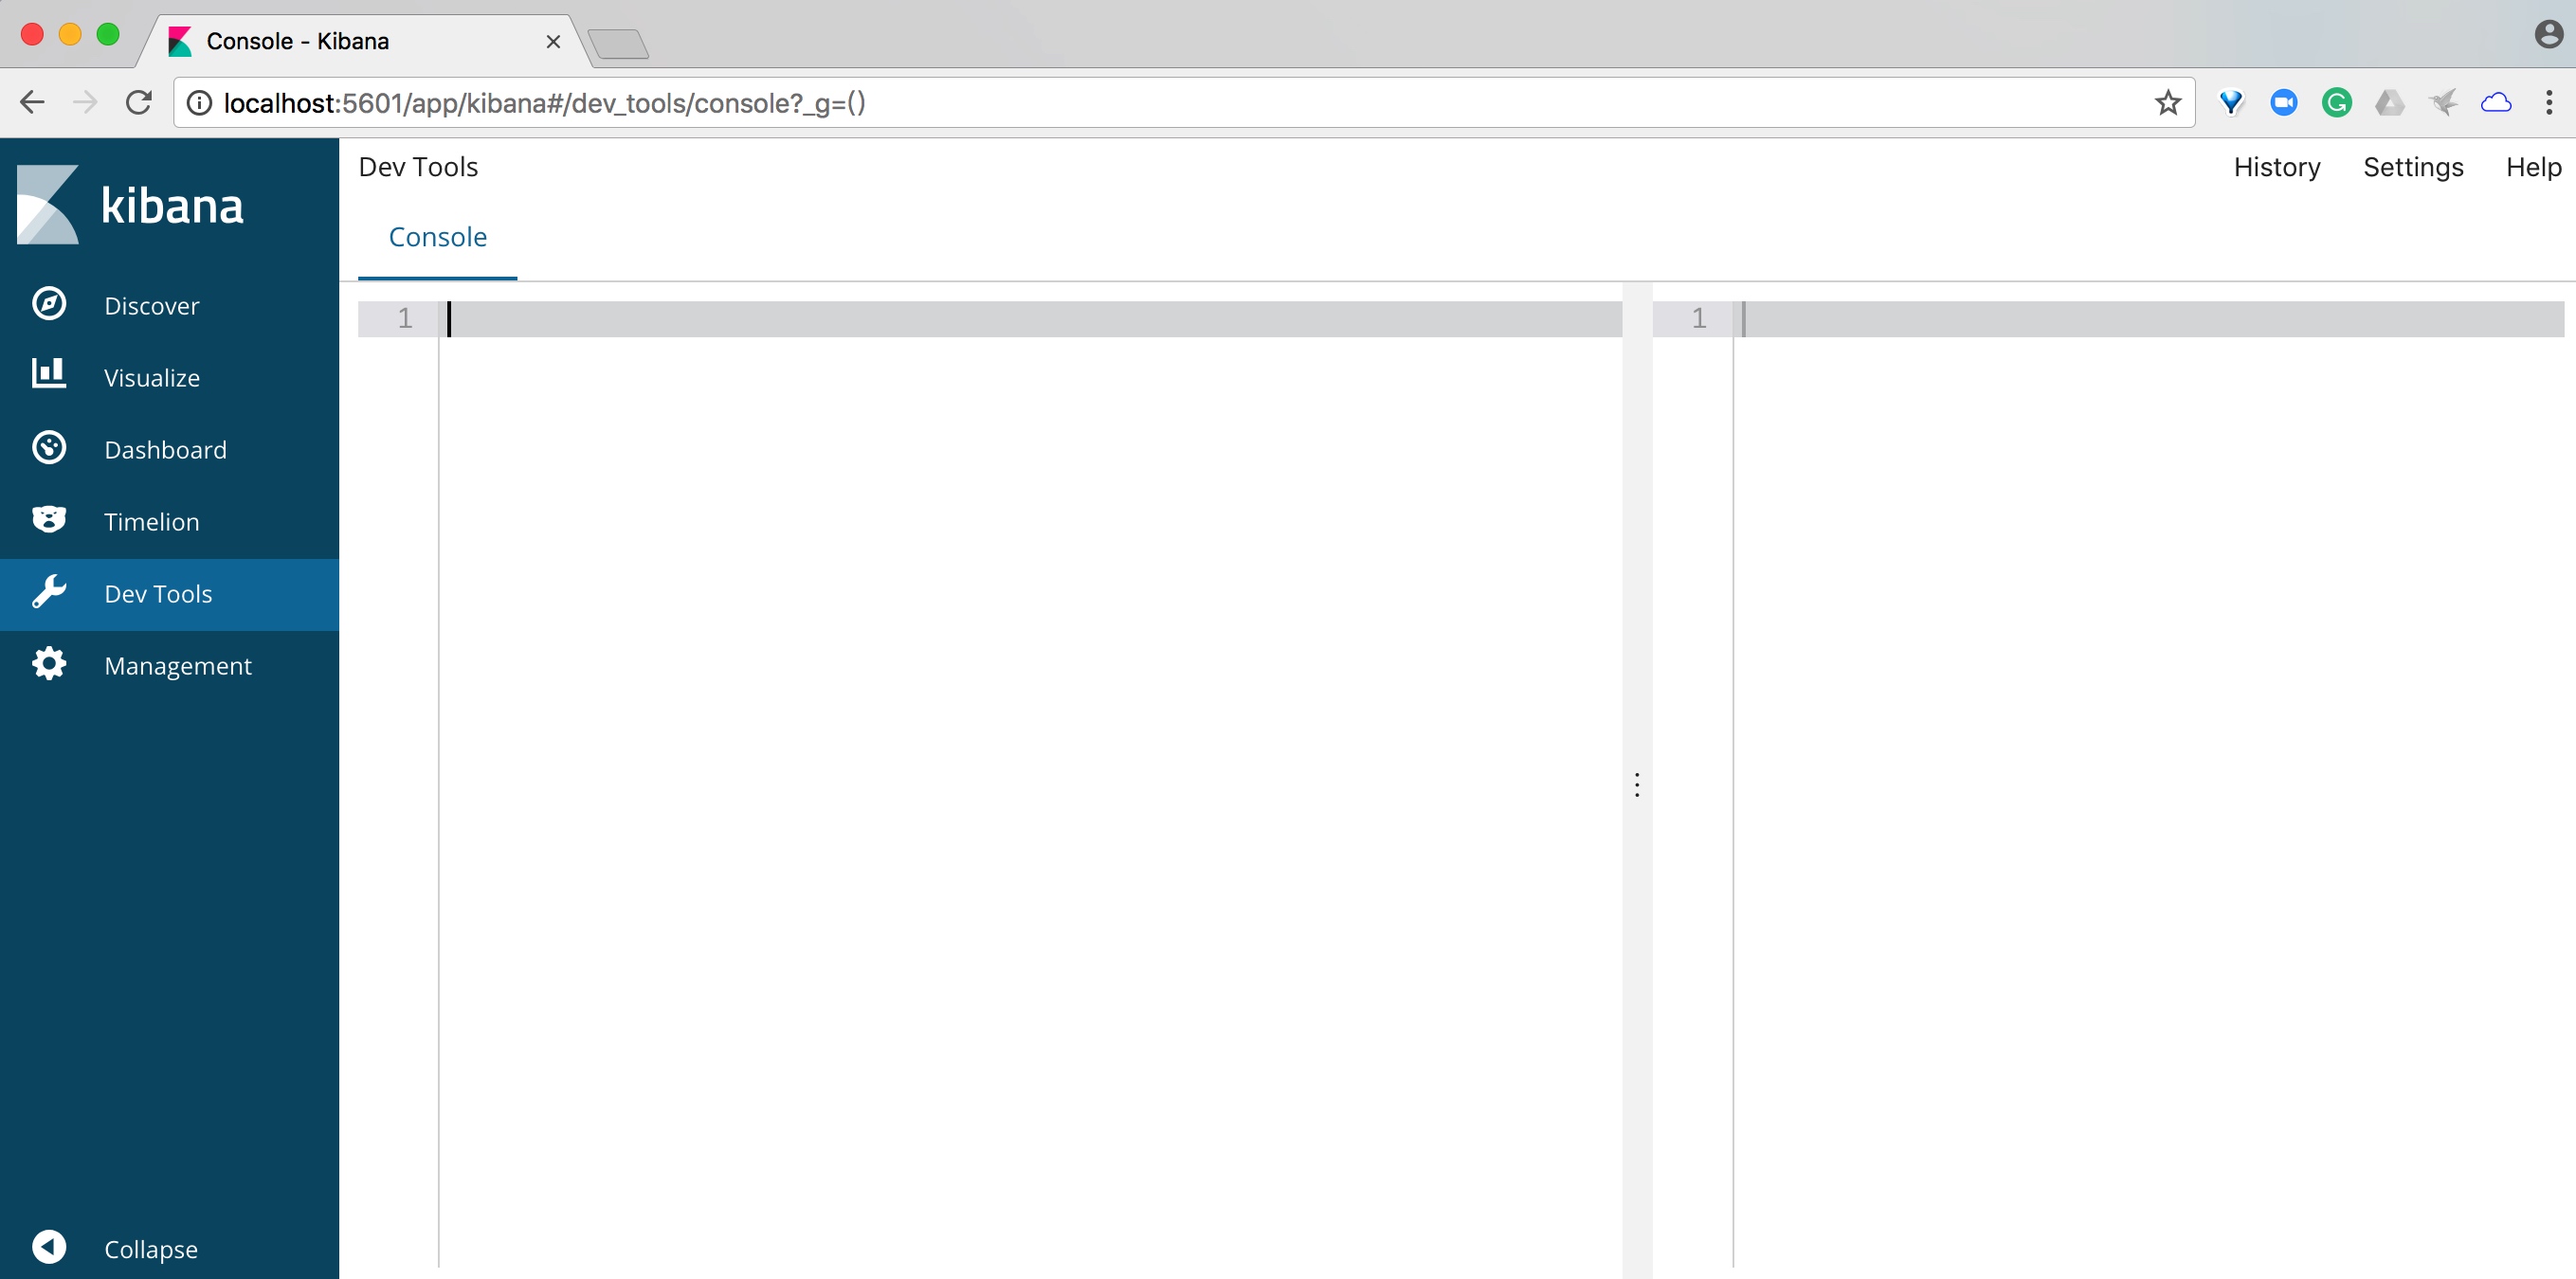 Console - Kibana
localhost:5601/app/kibana#/dev_tools/console?_g=()
kibana
Discover
Visualize
Dashboard
Timelion
Dev Tools
Management
Collapse
Dev Tools
History Settings Help
Console
1
1